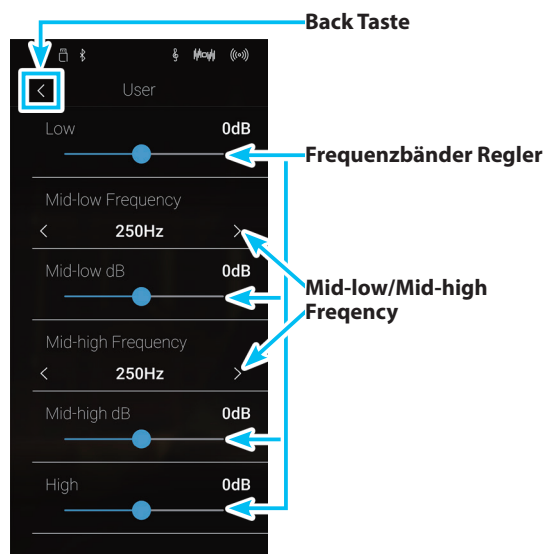 Back Taste
User
Low 0dB
Frequenzbänder Regler
Mid-low Frequency
< 250Hz >
Mid-low dB 0dB
Mid-low/Mid-high
Freqency
Mid-high Frequency
< 250Hz >
Mid-high dB 0dB
High 0dB